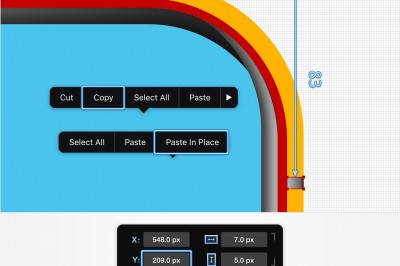 83
Cut Copy Select All Paste
Select All Paste Paste In Place
X: 548.0 px 7.0 px
Y: 209.0 px 5.0 px